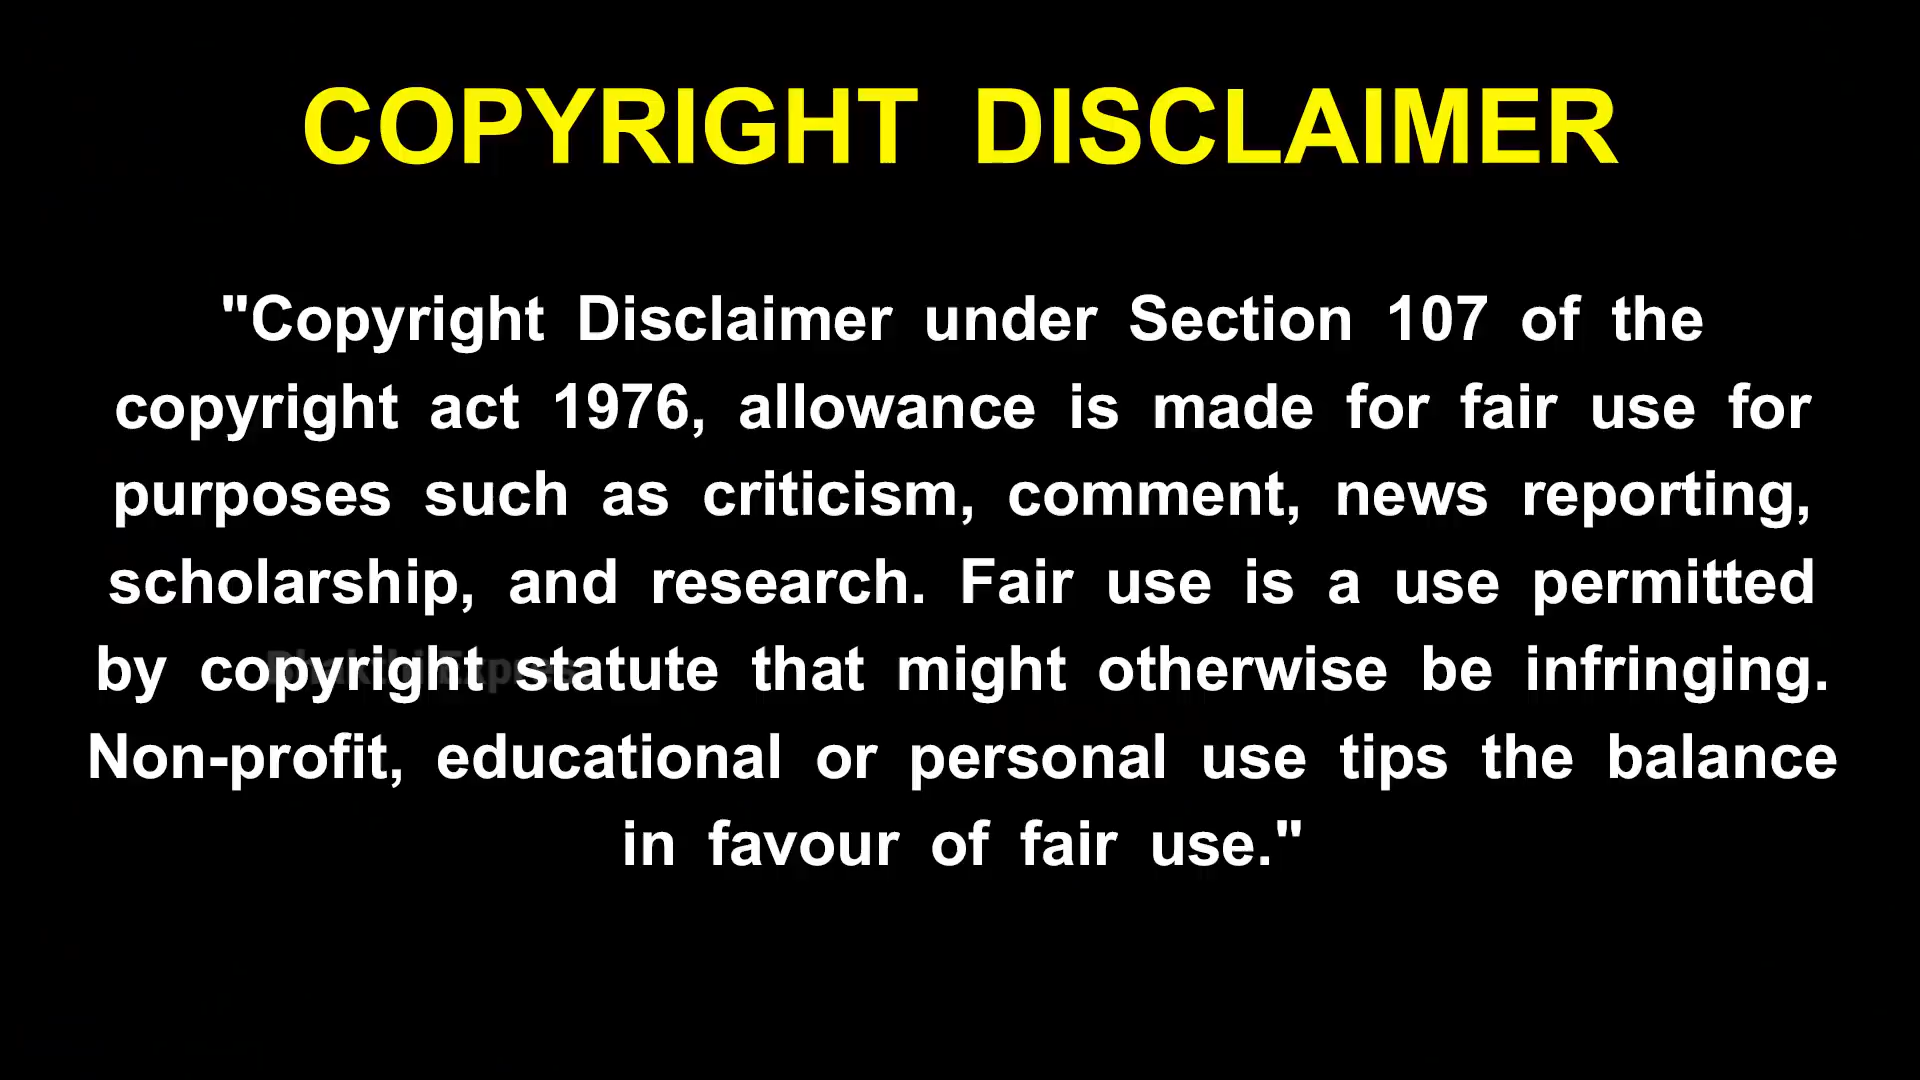 COPYRIGHT DISCLAIMER
"Copyright Disclaimer under Section 107 of the
copyright act 1976, allowance is made for fair use for
purposes such as criticism, comment, news reporting,
scholarship, and research. Fair use is a use permitted
by copyright statute that might otherwise be infringing.
Non-profit, educational or personal use tips the balance
in favour of fair use."